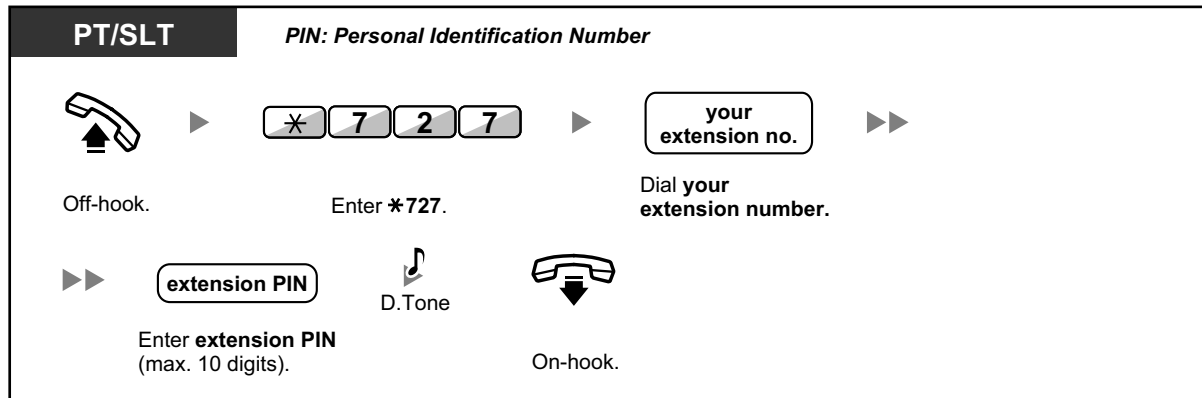 PT/SLT
PIN: Personal Identification Number
* 7 2 7
your
extension no.
Off-hook.
Enter *727.
Dial your
extension number.
extension PIN
D.Tone
Enter extension PIN
(max. 10 digits).
On-hook.